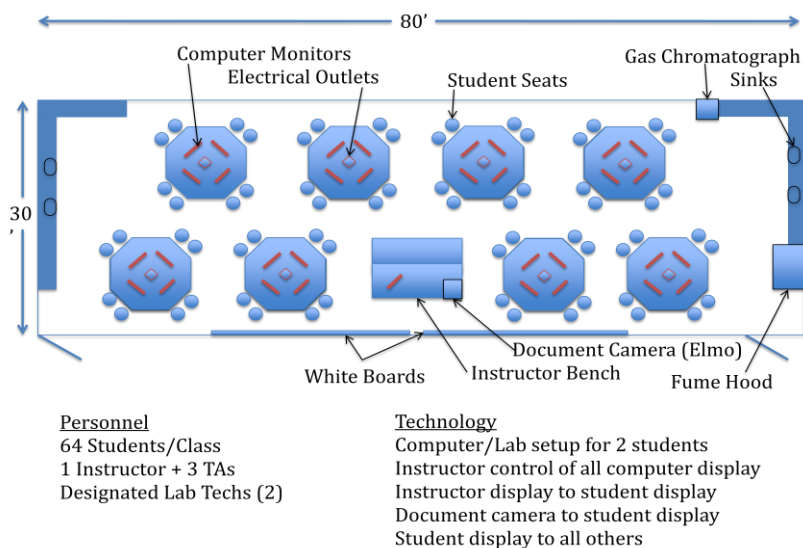 80’
Computer Monitors
Electrical Outlets
Student Seats
Gas Chromatograph
Sinks
30
’
Document Camera (Elmo)
White Boards
Instructor Bench
Fume Hood
Personnel
64 Students/Class
1 Instructor + 3 TAs
Designated Lab Techs (2)
Technology
Computer/Lab setup for 2 students
Instructor control of all computer display
Instructor display to student display
Document camera to student display
Student display to all others